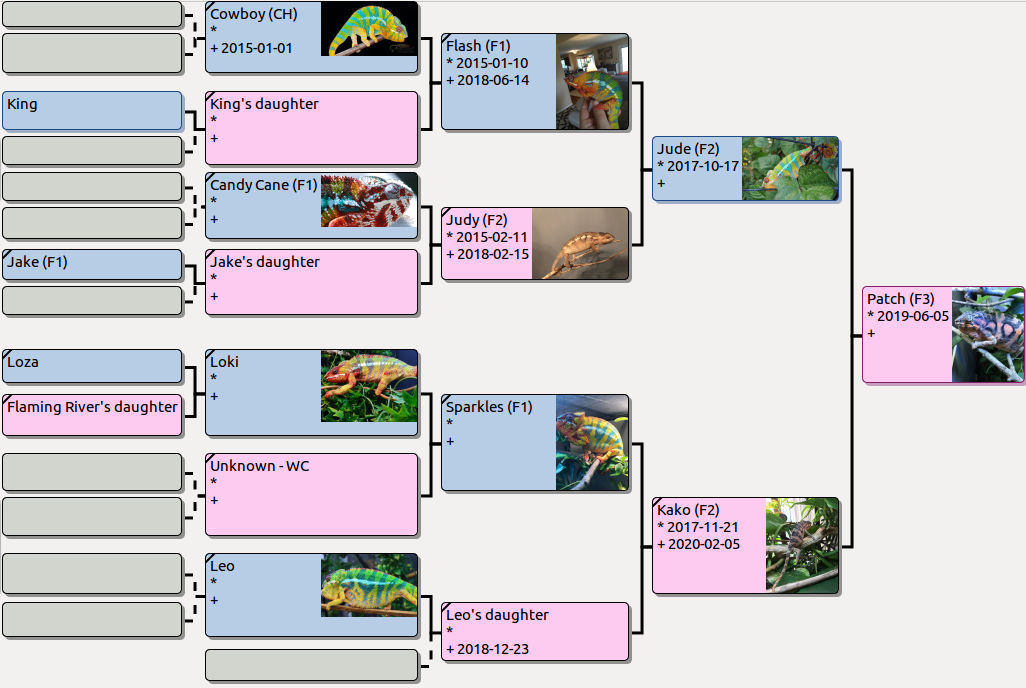 Cowboy (CH)
*
+ 2015-01-01
King
King's daughter
*
+
Candy Cane (F1)
*
+
Jake (F1)
Jake's daughter
*
+
Loza
Flaming River's daughter
Loki
*
+
Unknown - WC
*
+
Leo
*
+
Flash (F1)
* 2015-01-10
+ 2018-06-14
Judy (F2)
* 2015-02-11
+ 2018-02-15
Sparkles (F1)
*
+
Leo's daughter
*
+ 2018-12-23
Jude (F2)
* 2017-10-17
+
Kako (F2)
* 2017-11-21
+ 2020-02-05
Patch (F3)
* 2019-06-05
+